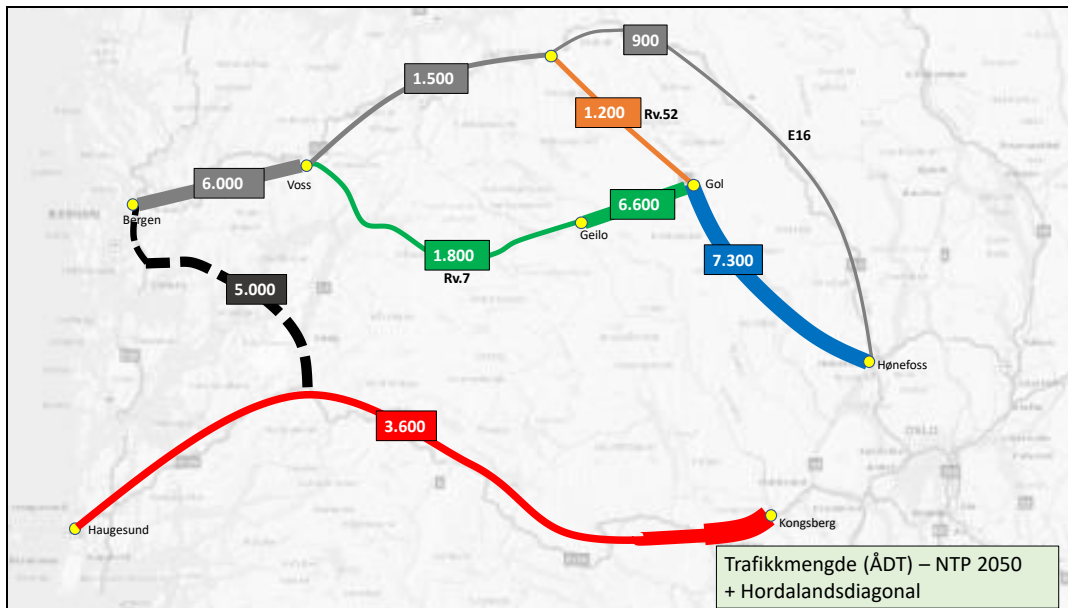 900
1.500
1.200
Rv.52
E16
6.000
Voss
Gol
6.600
Bergen
Geilo
1.800
7.300
Rv.7
5.000
Hønefoss
3.600
Haugesund
Kongsberg
Trafikkmengde (ÅDT) – NTP 2050
+ Hordalandsdiagonal